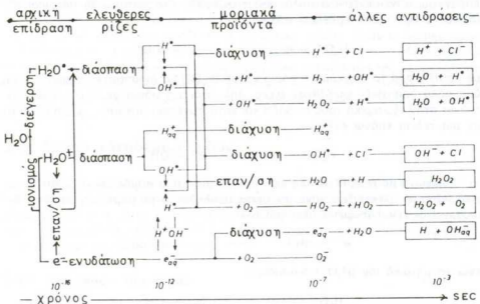 αρχική επίδραση
ελεύθερες ρίζες
μοριακά προϊόντα
άλλες αντιδράσεις
H• διάχυση H• +Cl H⁺ + Cl⁻
H₂O* διάσπαση +H• H₂ + OH• H₂O + H•
OH• +OH• H₂O₂ +H• H₂O + OH•
διέγερση
H₂O
H⁺aq διάχυση H⁺aq
ιονισμός
H₂O⁺ διάσπαση διάχυση OH• +Cl⁻ OH⁻ + Cl
OH• επαν/ση H₂O +H H₂O₂
επαν/ση
H• +O₂ HO₂ +HO₂ H₂O₂ + O₂
H⁺ OH⁻ διάχυση e⁻aq +H₂O H + OH⁻aq
e⁻ ενυδάτωση e⁻aq +O₂ O₂⁻
10⁻¹⁶ 10⁻¹² 10⁻⁷ 10⁻³
χρόνος SEC